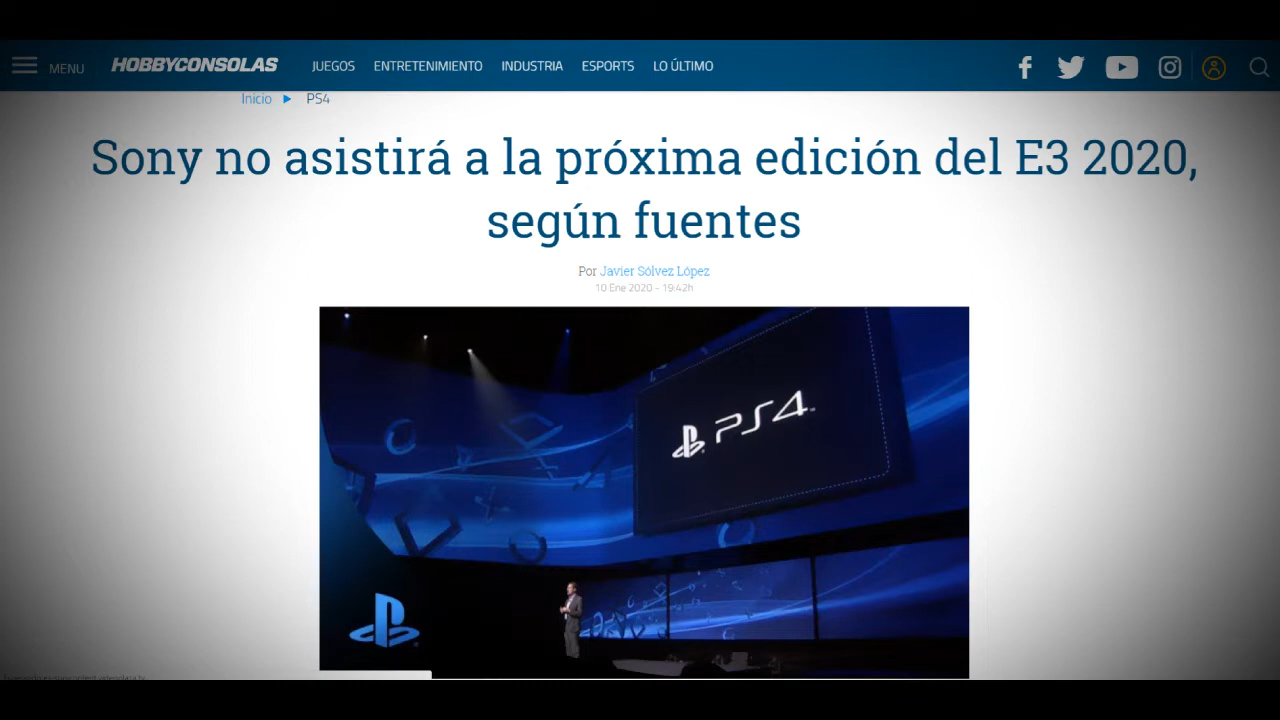 MENU
HOBBYCONSOLAS
JUEGOS
ENTRETENIMIENTO
INDUSTRIA
ESPORTS
LO ÚLTIMO
Inicio
PS4
Sony no asistirá a la próxima edición del E3 2020,
según fuentes
Por Javier Sólvez López
10 Ene 2020 - 19:42h
PS4